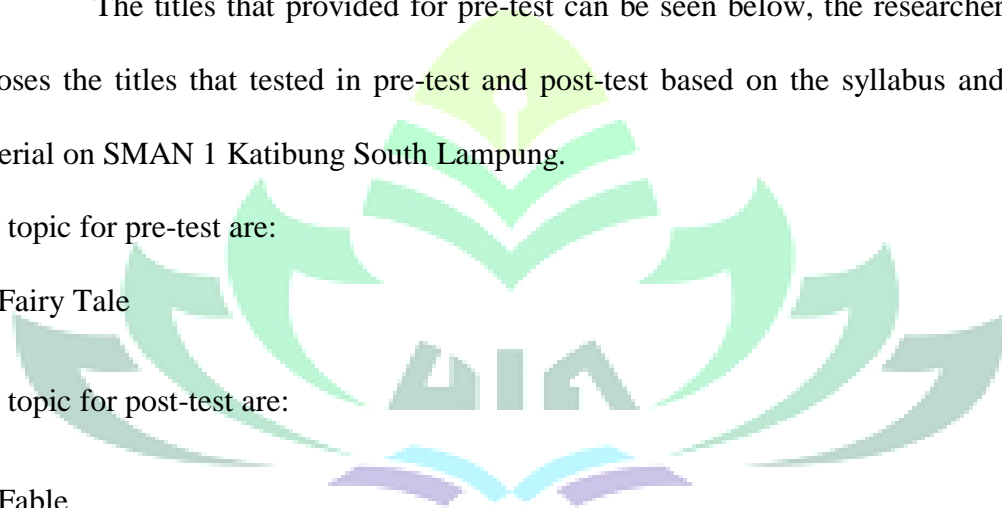 The titles that provided for pre-test can be seen below, the researcher
oses the titles that tested in pre-test and post-test based on the syllabus and
erial on SMAN 1 Katibung South Lampung.
topic for pre-test are:
Fairy Tale
topic for post-test are:
Fable